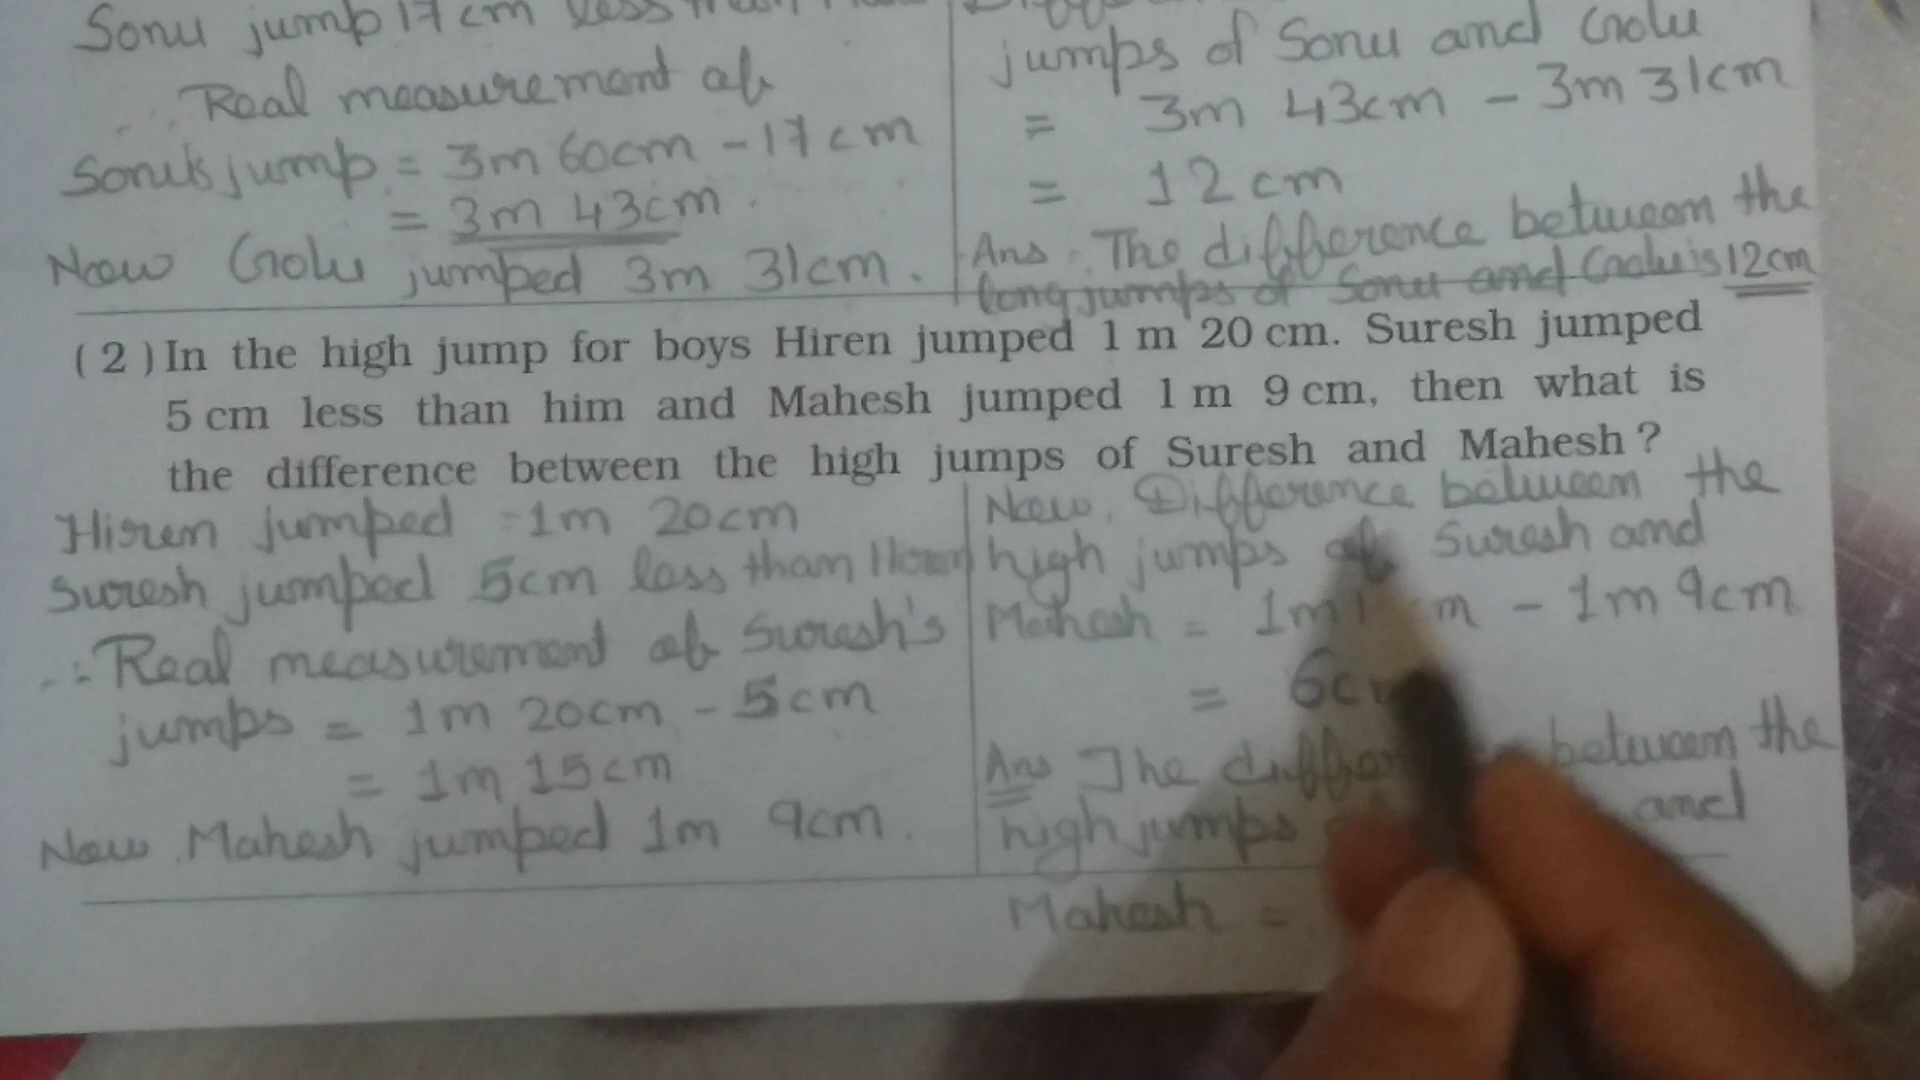 Sonu jump 17cm less than
Real measurement of
Sonu's jump = 3m 60cm - 17cm
= 3m 43cm.
Now Golu jumped 3m 31cm.
jumps of Sonu and Golu
= 3m 43cm - 3m 31cm
= 12cm
Ans. The difference between the
long jumps of Sonu and Golu is 12cm
(2) In the high jump for boys Hiren jumped 1 m 20 cm. Suresh jumped
5 cm less than him and Mahesh jumped 1 m 9 cm, then what is
the difference between the high jumps of Suresh and Mahesh?
Hiren jumped = 1m 20cm
Suresh jumped 5cm less than Hiren
∴ Real measurement of Suresh's
jumps = 1m 20cm - 5cm
= 1m 15cm
Now Mahesh jumped 1m 9cm.
Now, Difference between the
high jumps of Suresh and
Mahesh = 1m m - 1m 9cm
= 6cm
Ans The between the
high jumps and
Mahesh =